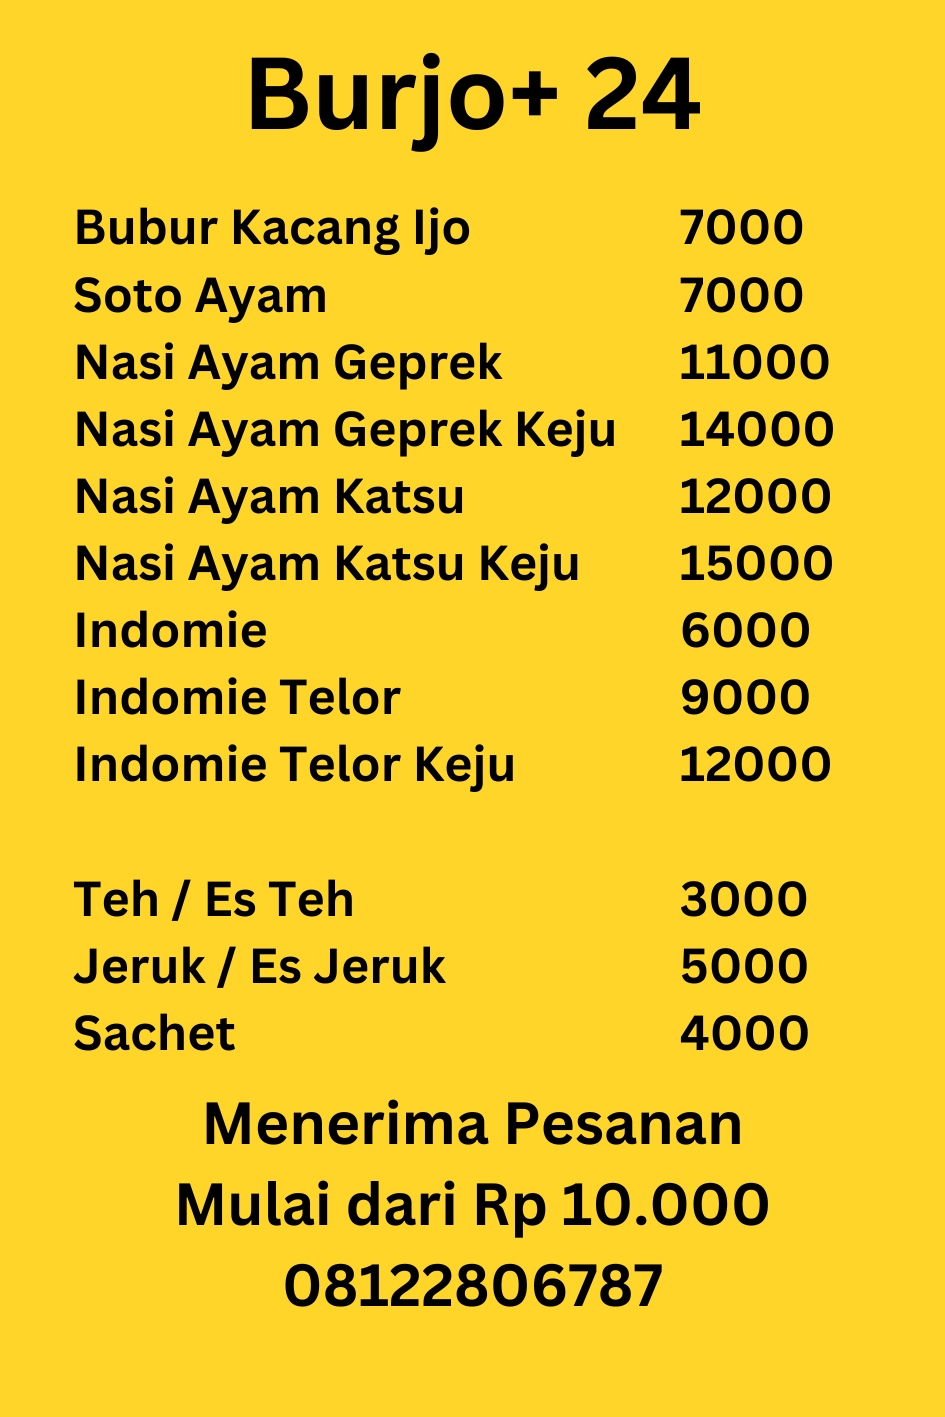 Burjo+ 24
Bubur Kacang Ijo 7000
Soto Ayam 7000
Nasi Ayam Geprek 11000
Nasi Ayam Geprek Keju 14000
Nasi Ayam Katsu 12000
Nasi Ayam Katsu Keju 15000
Indomie 6000
Indomie Telor 9000
Indomie Telor Keju 12000
Teh / Es Teh 3000
Jeruk / Es Jeruk 5000
Sachet 4000
Menerima Pesanan
Mulai dari Rp 10.000
08122806787